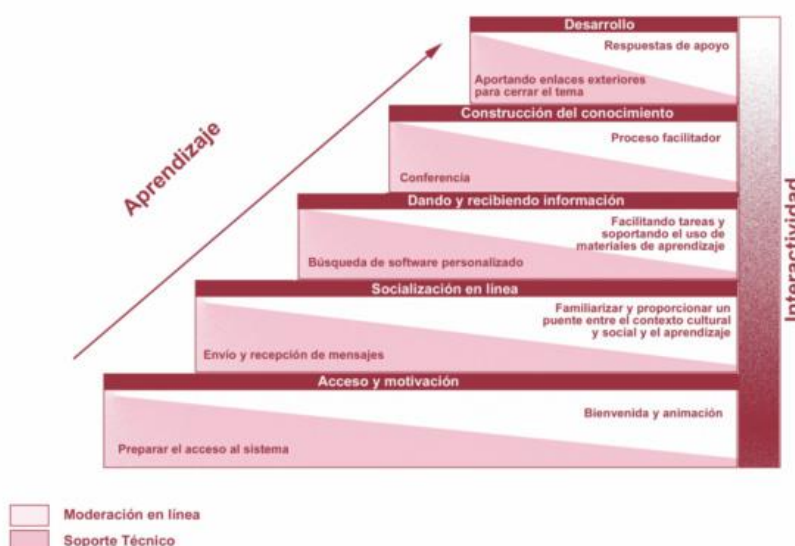 Desarrollo
Respuestas de apoyo
Aportando enlaces exteriores
para cerrar el tema
Construcción del conocimiento
Proceso facilitador
Conferencia
Dando y recibiendo información
Facilitando tareas y
soportando el uso de
materiales de aprendizaje
Búsqueda de software personalizado
Socialización en línea
Familiarizar y proporcionar un
puente entre el contexto cultural
y social y el aprendizaje
Envío y recepción de mensajes
Acceso y motivación
Bienvenida y animación
Preparar el acceso al sistema
Aprendizaje
Interactividad
Moderación en línea
Soporte Técnico